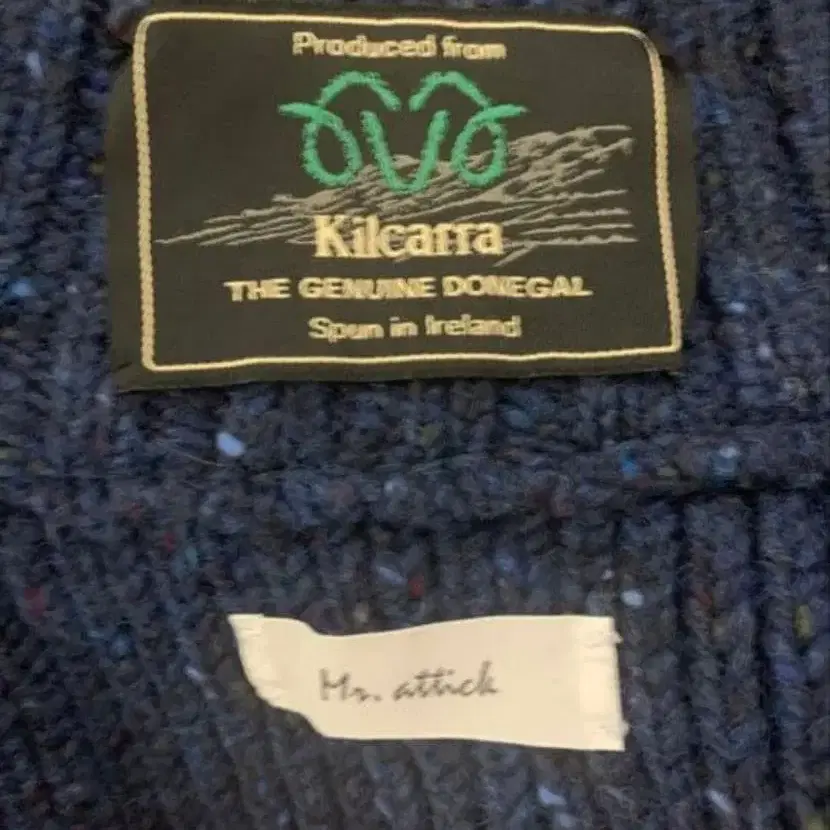 Produced from
Kilcarra
THE GENUINE DONEGAL
Spun in Ireland
Mr. attick